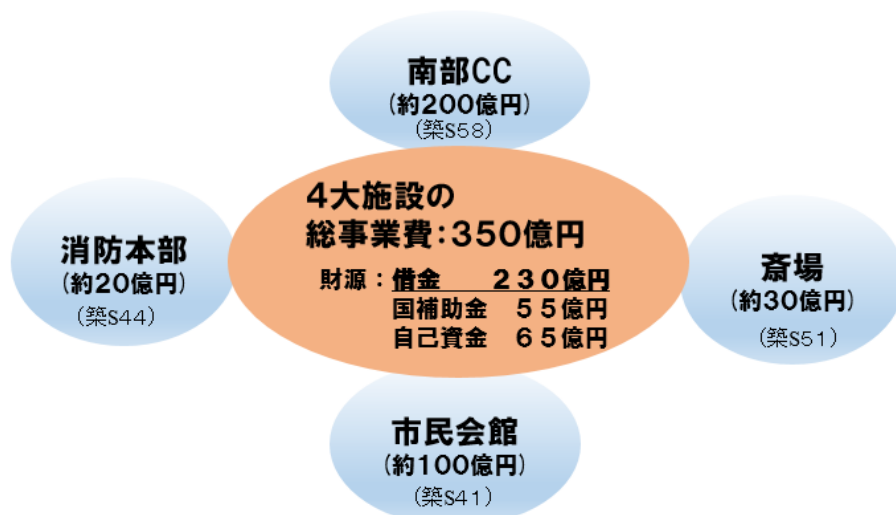 南部CC
(約200億円)
(築S58)
4大施設の
総事業費:350億円
財源:借金 230億円
国補助金 55億円
自己資金 65億円
消防本部
(約20億円)
(築S44)
斎場
(約30億円)
(築S51)
市民会館
(約100億円)
(築S41)